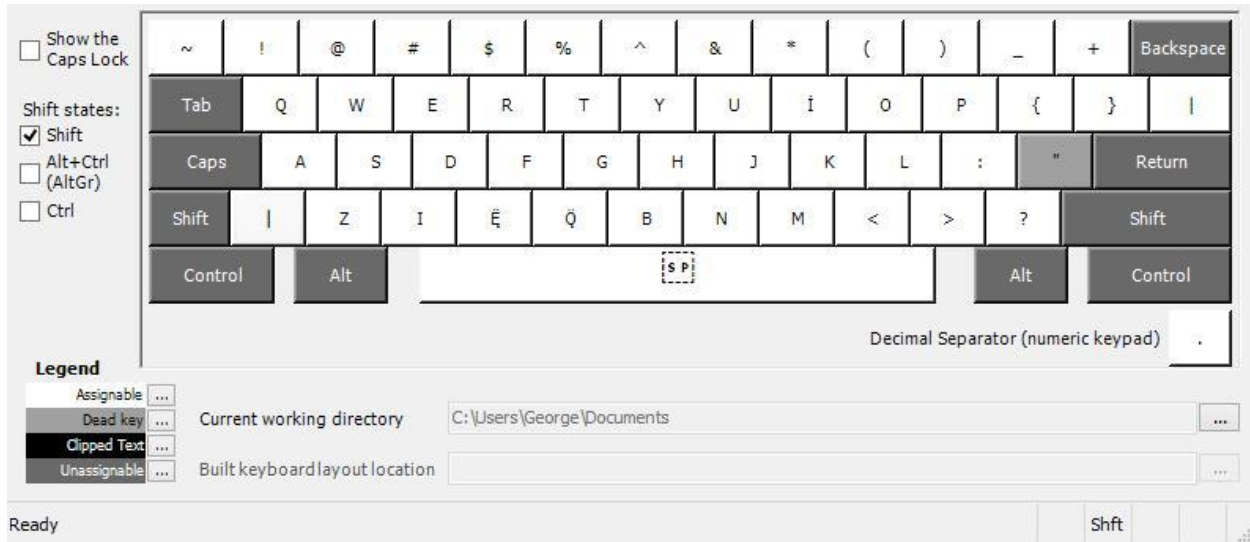 Show the
Caps Lock
Shift states:
Shift
Alt+Ctrl
(AltGr)
Ctrl
~ ! @ # $ % ^ & * ( ) _ + Backspace
Tab Q W E R T Y U İ O P { } |
Caps A S D F G H J K L : " Return
Shift | Z I Ë̦ Q̈ B N M < > ? Shift
Control Alt SP Alt Control
Decimal Separator (numeric keypad) .
Legend
Assignable ...
Dead key ...
Clipped Text ...
Unassignable ...
Current working directory C:\Users\George\Documents ...
Built keyboard layout location ...
Ready Shft